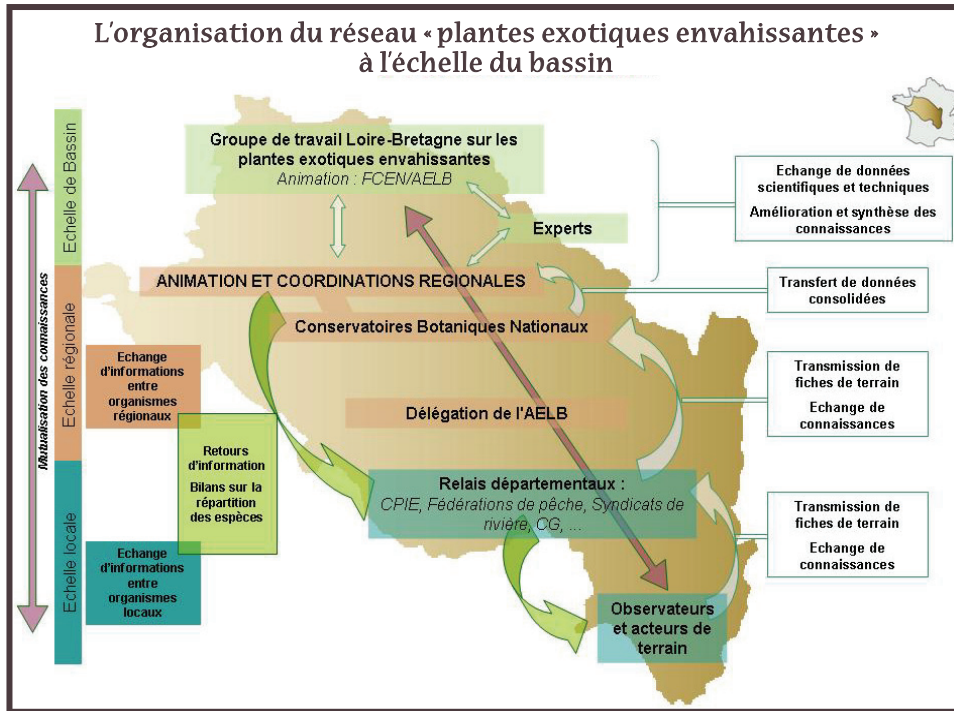 L'organisation du réseau « plantes exotiques envahissantes »
à l'échelle du bassin
Mutualisation des connaissances
Echelle de Bassin
Echelle régionale
Echelle locale
Groupe de travail Loire-Bretagne sur les
plantes exotiques envahissantes
Animation : FCEN/AELB
Experts
ANIMATION ET COORDINATIONS REGIONALES
Conservatoires Botaniques Nationaux
Délégation de l'AELB
Relais départementaux :
CPIE, Fédérations de pêche, Syndicats de
rivière, CG, ...
Observateurs
et acteurs de
terrain
Echange
d'informations
entre
organismes
régionaux
Retours
d'information
Bilans sur la
répartition
des espèces
Echange
d'informations
entre
organismes
locaux
Echange de données
scientifiques et techniques
Amélioration et synthèse des
connaissances
Transfert de données
consolidées
Transmission de
fiches de terrain
Echange de
connaissances
Transmission de
fiches de terrain
Echange de
connaissances